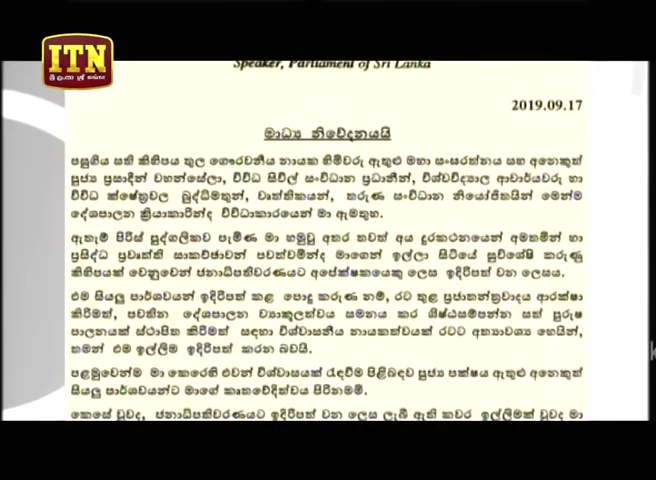 ITN
ශ්‍රී ලංකා ශ්‍රේ සඟපා
Speaker, Parliament of Sri Lanka
2019.09.17
මාධ්‍ය නිවේදනයයි
පසුගිය සති කිහිපය තුල ගෞරවනීය නායක හිමිවරු ඇතුළු මහා සංඝරත්නය සහ අනෙකුත්
පූජ්‍ය ප්‍රසාදීන් වහන්සේලා, විවිධ සිවිල් සංවිධාන ප්‍රධානීන්, විශ්වවිද්‍යාල ආචාර්යවරු හා
විවිධ ක්ෂේත්‍රවල බුද්ධිමතුන්, වෘත්තිකයන්, තරුණ සංවිධාන නියෝජිතයින් මෙන්ම
දේශපාලන ක්‍රියාකාරීන්ද විවිධාකාරයෙන් මා ඇමතූහ.
ඇතැම් පිරිස් පුද්ගලිකව පැමිණ මා හමුවූ අතර තවත් අය දුරකථනයෙන් අමතමින් හා
ප්‍රසිද්ධ ප්‍රවෘත්ති සාකච්ඡාවන් පවත්වමින්ද මාගෙන් ඉල්ලා සිටියේ සුවිශේෂි කරුණු
කිහිපයක් වෙනුවෙන් ජනාධිපතිවරණයට අපේක්ෂකයෙකු ලෙස ඉදිරිපත් වන ලෙසය.
එම සියලු පාර්ශවයන් ඉදිරිපත් කළ පොදු කරුණ නම්, රට තුළ ප්‍රජාතන්ත්‍රවාදය ආරක්ෂා
කිරීමත්, පවතින දේශපාලන ව්‍යාකූලත්වය සමනය කර ශිෂ්ඨසම්පන්න සත් පුරුෂ
පාලනයක් ස්ථාපිත කිරීමත් සඳහා විශ්වාසනීය නායකත්වයක් රටට අත්‍යාවශ්‍ය හෙයින්,
තමන් එම ඉල්ලීම ඉදිරිපත් කරන බවයි.
පළමුවෙන්ම මා කෙරෙහි එවන් විශ්වාසයක් රැඳවීම පිළිබඳව පූජ්‍ය පක්ෂය ඇතුළු අනෙකුත්
සියලු පාර්ශවයන්ට මාගේ කෘතවේදිත්වය පිරිනමමි.
කෙසේ වුවද, ජනාධිපතිවරණයට ඉදිරිපත් වන ලෙස ලැබී ඇති කවර ඉල්ලීමක් වුවද මා